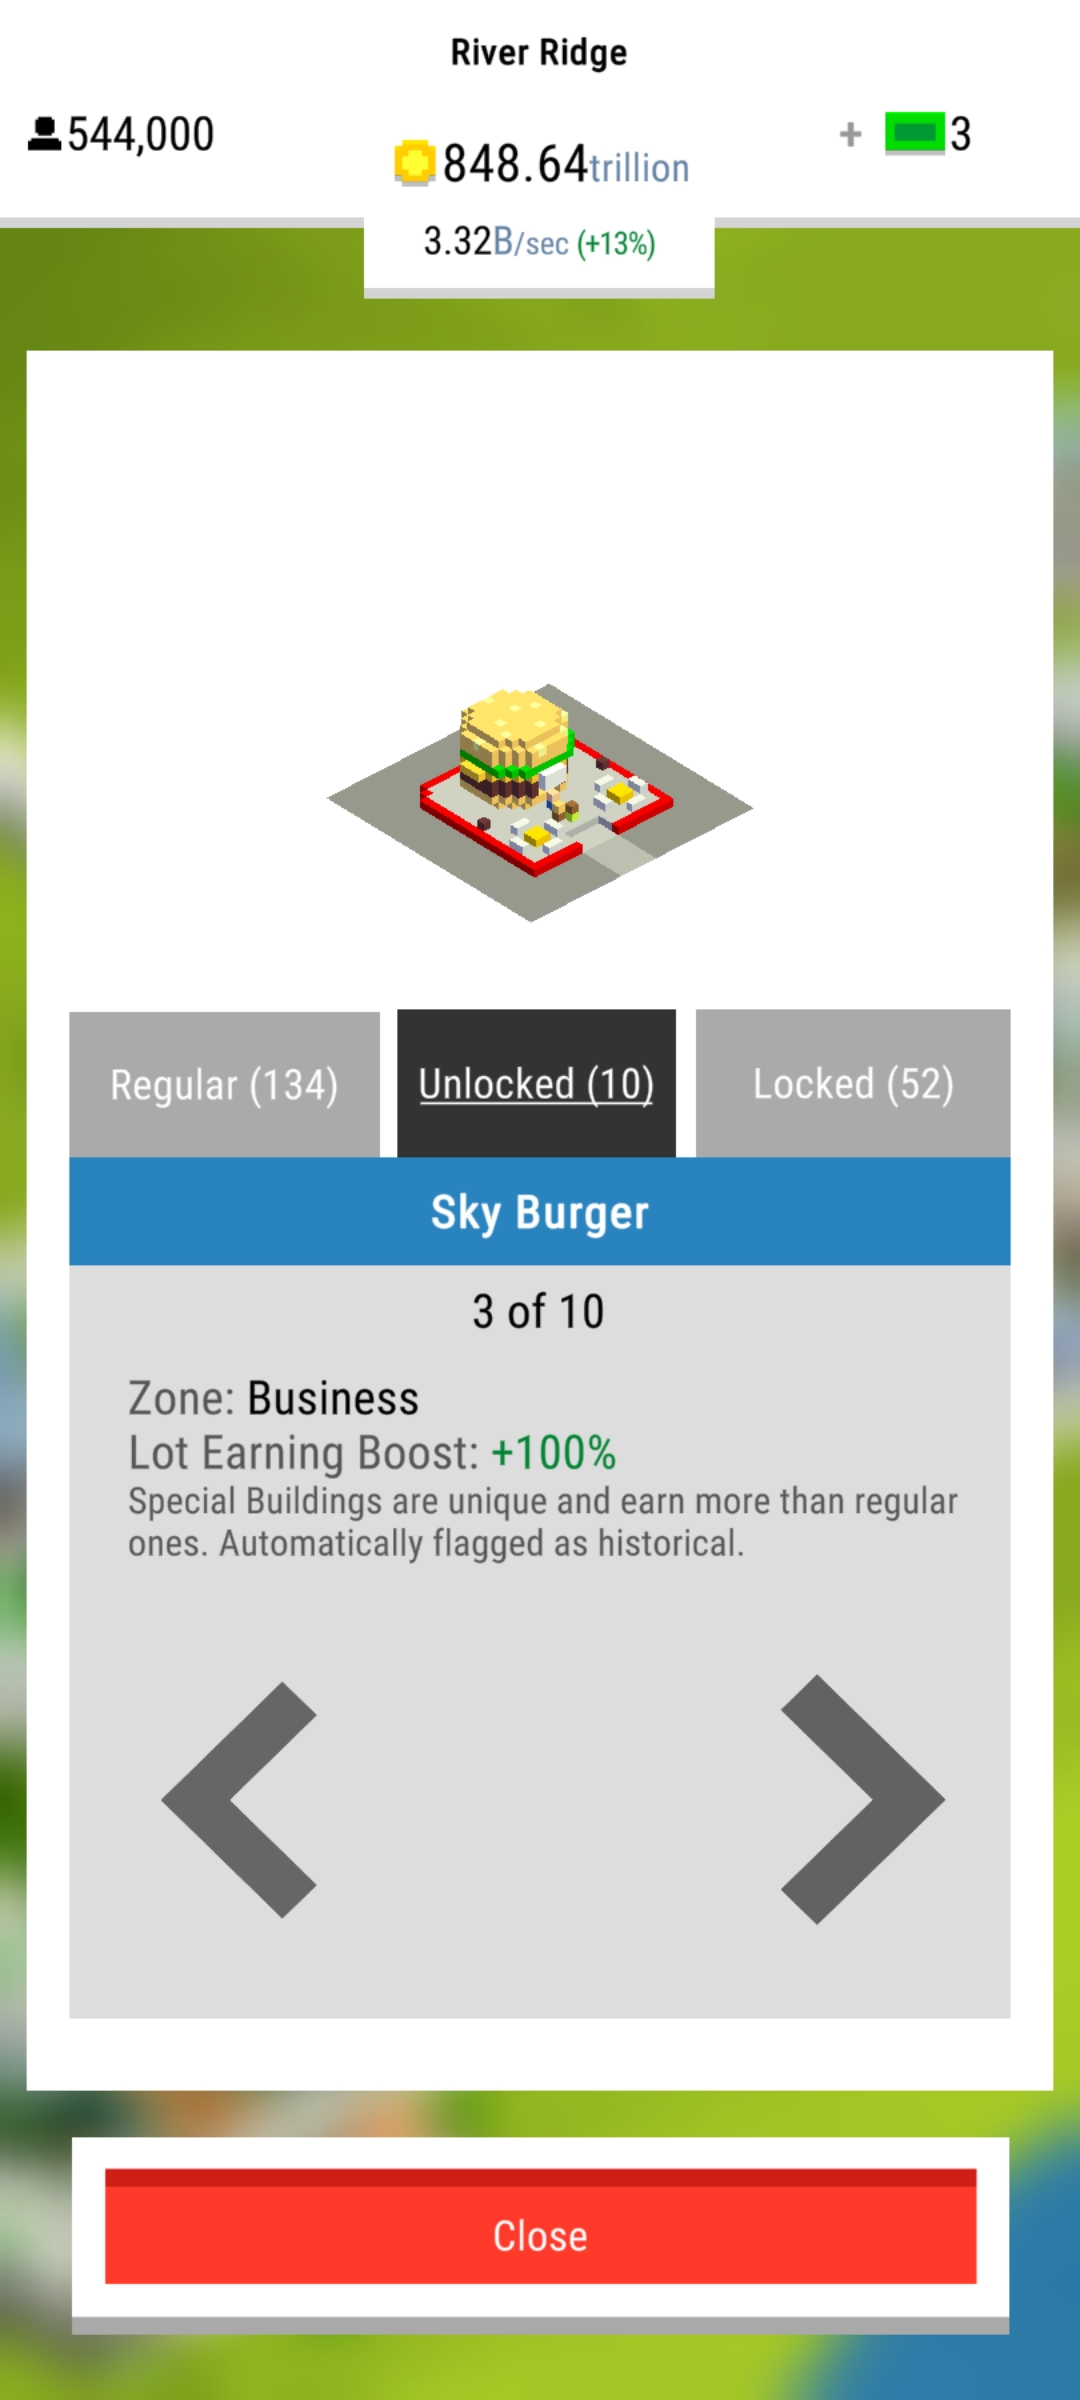 River Ridge
544,000
848.64trillion
+ 3
3.32B/sec (+13%)
Regular (134)
Unlocked (10)
Locked (52)
Sky Burger
3 of 10
Zone: Business
Lot Earning Boost: +100%
Special Buildings are unique and earn more than regular
ones. Automatically flagged as historical.
Close